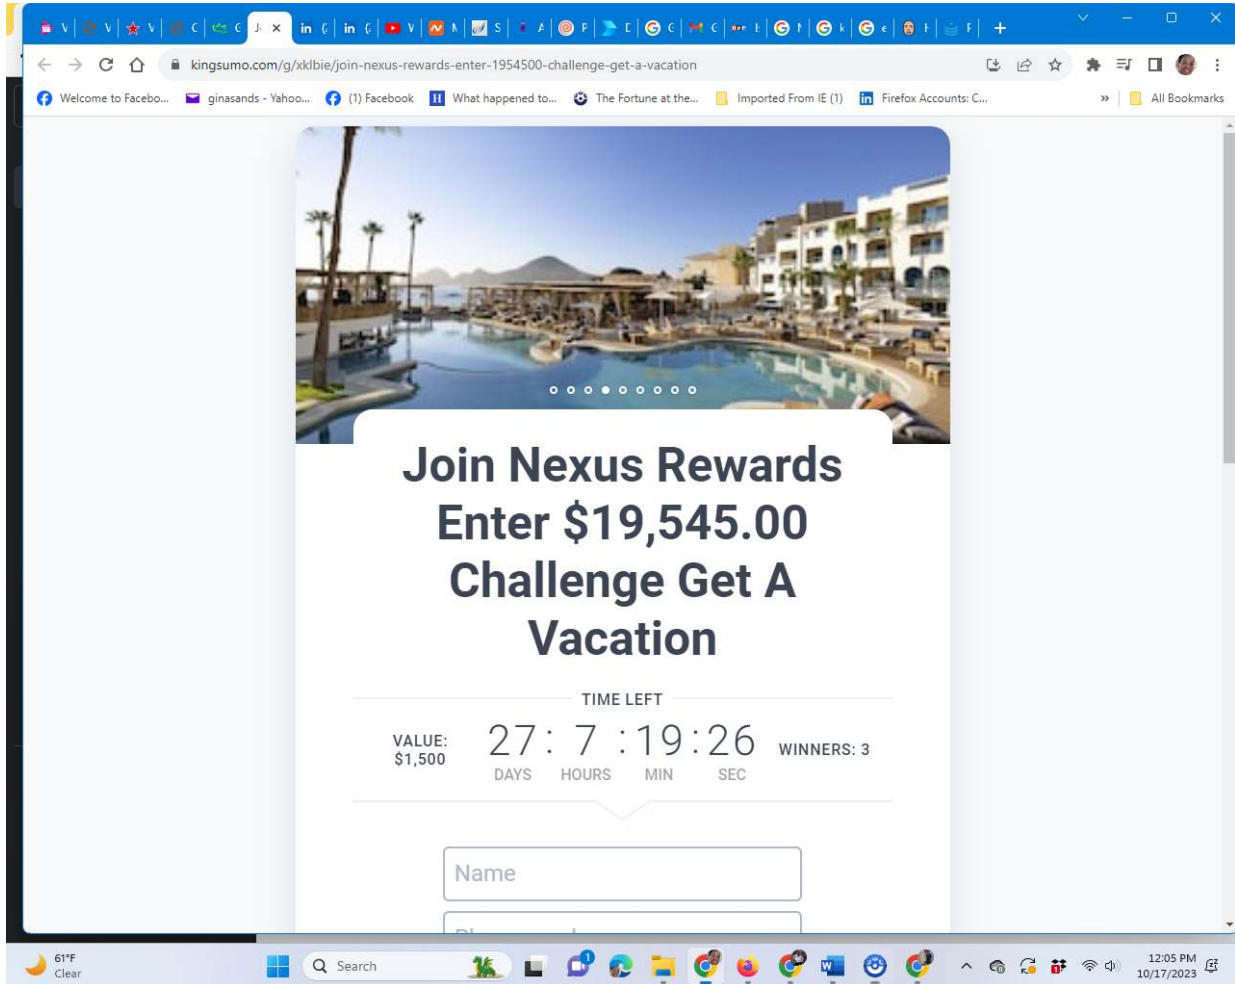 kingsumo.com/g/xklbie/join-nexus-rewards-enter-1954500-challenge-get-a-vacation
Welcome to Facebo... ginasands - Yahoo... (1) Facebook What happened to... The Fortune at the... Imported From IE (1) Firefox Accounts: C... » All Bookmarks
Join Nexus Rewards
Enter $19,545.00
Challenge Get A
Vacation
TIME LEFT
VALUE: $1,500
27 : 7 : 19 : 26
DAYS HOURS MIN SEC
WINNERS: 3
Name
61°F
Clear
Search
12:05 PM
10/17/2023